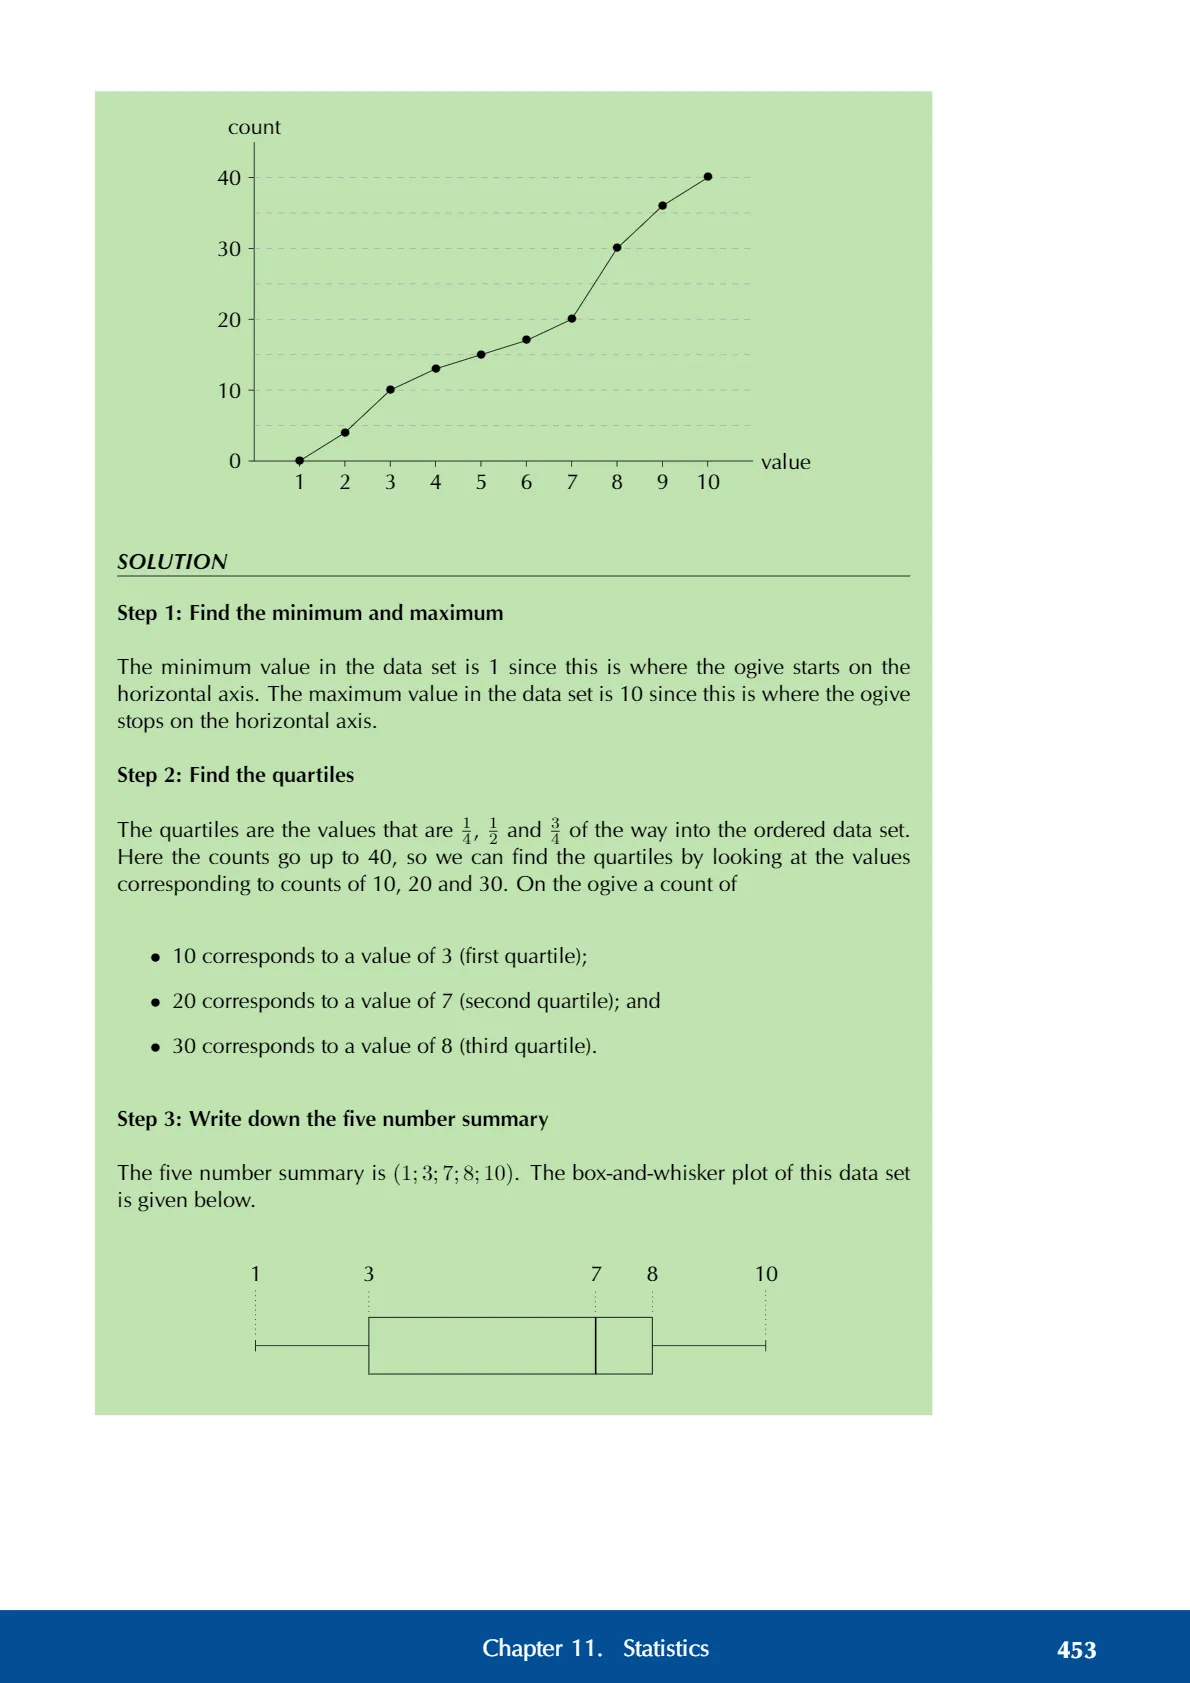 count
40
30
20
10
0
value
1 2 3 4 5 6 7 8 9 10
SOLUTION
Step 1: Find the minimum and maximum
The minimum value in the data set is 1 since this is where the ogive starts on the
horizontal axis. The maximum value in the data set is 10 since this is where the ogive
stops on the horizontal axis.
Step 2: Find the quartiles
The quartiles are the values that are 1/4, 1/2 and 3/4 of the way into the ordered data set.
Here the counts go up to 40, so we can find the quartiles by looking at the values
corresponding to counts of 10, 20 and 30. On the ogive a count of
• 10 corresponds to a value of 3 (first quartile);
• 20 corresponds to a value of 7 (second quartile); and
• 30 corresponds to a value of 8 (third quartile).
Step 3: Write down the five number summary
The five number summary is (1; 3; 7; 8; 10). The box-and-whisker plot of this data set
is given below.
1 3 7 8 10
Chapter 11. Statistics 453